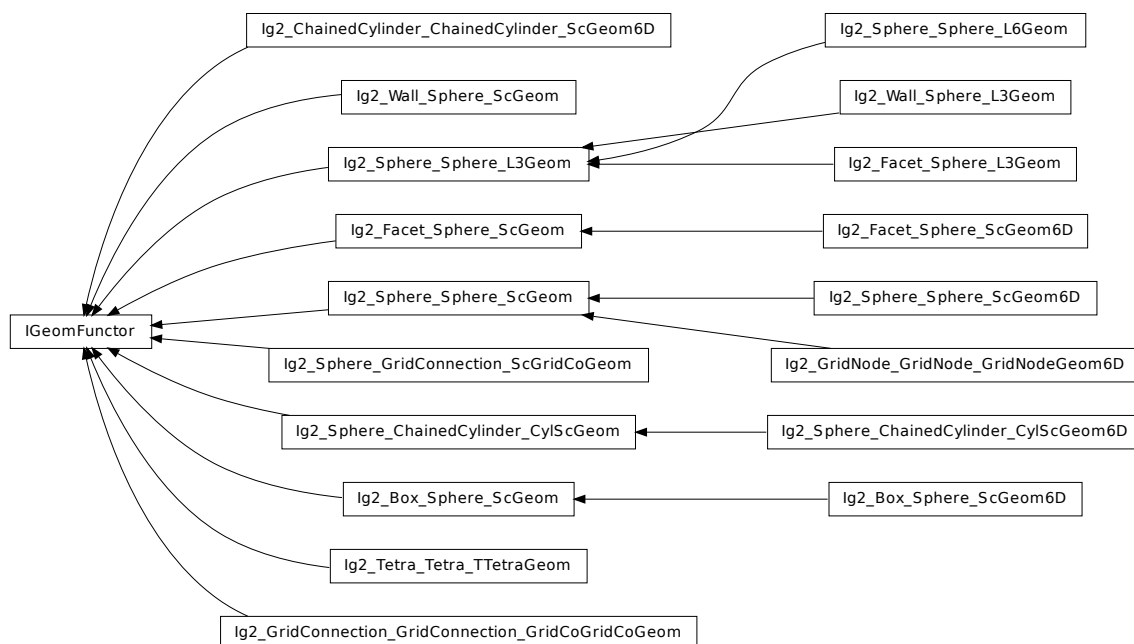 Ig2_ChainedCylinder_ChainedCylinder_ScGeom6D
Ig2_Sphere_Sphere_L6Geom
Ig2_Wall_Sphere_ScGeom
Ig2_Wall_Sphere_L3Geom
Ig2_Sphere_Sphere_L3Geom
Ig2_Facet_Sphere_L3Geom
Ig2_Facet_Sphere_ScGeom
Ig2_Facet_Sphere_ScGeom6D
Ig2_Sphere_Sphere_ScGeom
Ig2_Sphere_Sphere_ScGeom6D
IGeomFunctor
Ig2_Sphere_GridConnection_ScGridCoGeom
Ig2_GridNode_GridNode_GridNodeGeom6D
Ig2_Sphere_ChainedCylinder_CylScGeom
Ig2_Sphere_ChainedCylinder_CylScGeom6D
Ig2_Box_Sphere_ScGeom
Ig2_Box_Sphere_ScGeom6D
Ig2_Tetra_Tetra_TTetraGeom
Ig2_GridConnection_GridConnection_GridCoGridCoGeom